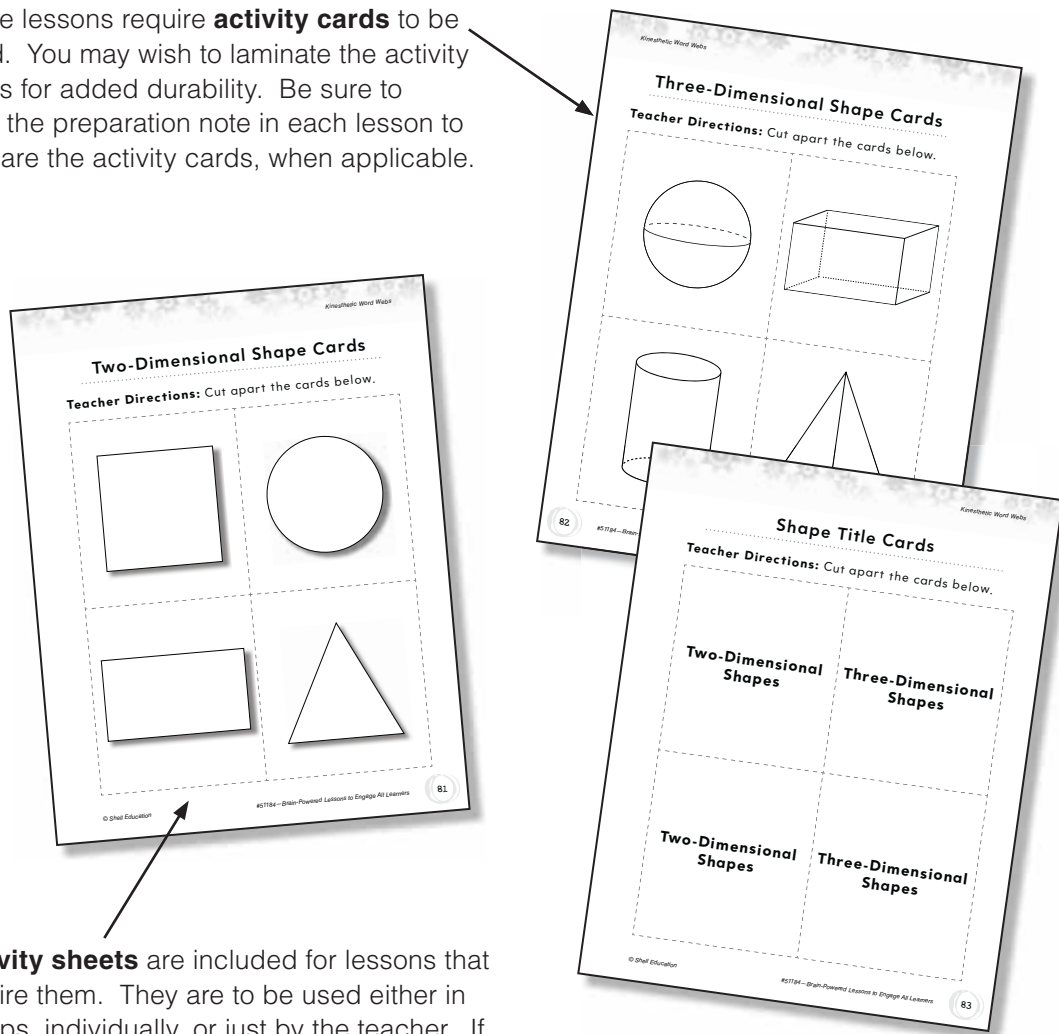 e lessons require activity cards to be
d. You may wish to laminate the activity
s for added durability. Be sure to
the preparation note in each lesson to
are the activity cards, when applicable.
Kinesthetic Word Webs
Three-Dimensional Shape Cards
Teacher Directions: Cut apart the cards below.
82
#51184—Brain-
Kinesthetic Word Webs
Two-Dimensional Shape Cards
Teacher Directions: Cut apart the cards below.
© Shell Education
#51184—Brain-Powered Lessons to Engage All Learners
81
Kinesthetic Word Webs
Shape Title Cards
Teacher Directions: Cut apart the cards below.
Two-Dimensional
Shapes
Three-Dimensional
Shapes
Two-Dimensional
Shapes
Three-Dimensional
Shapes
© Shell Education
#51184—Brain-Powered Lessons to Engage All Learners
83
vity sheets are included for lessons that
ire them. They are to be used either in
ps, individually, or just by the teacher. If